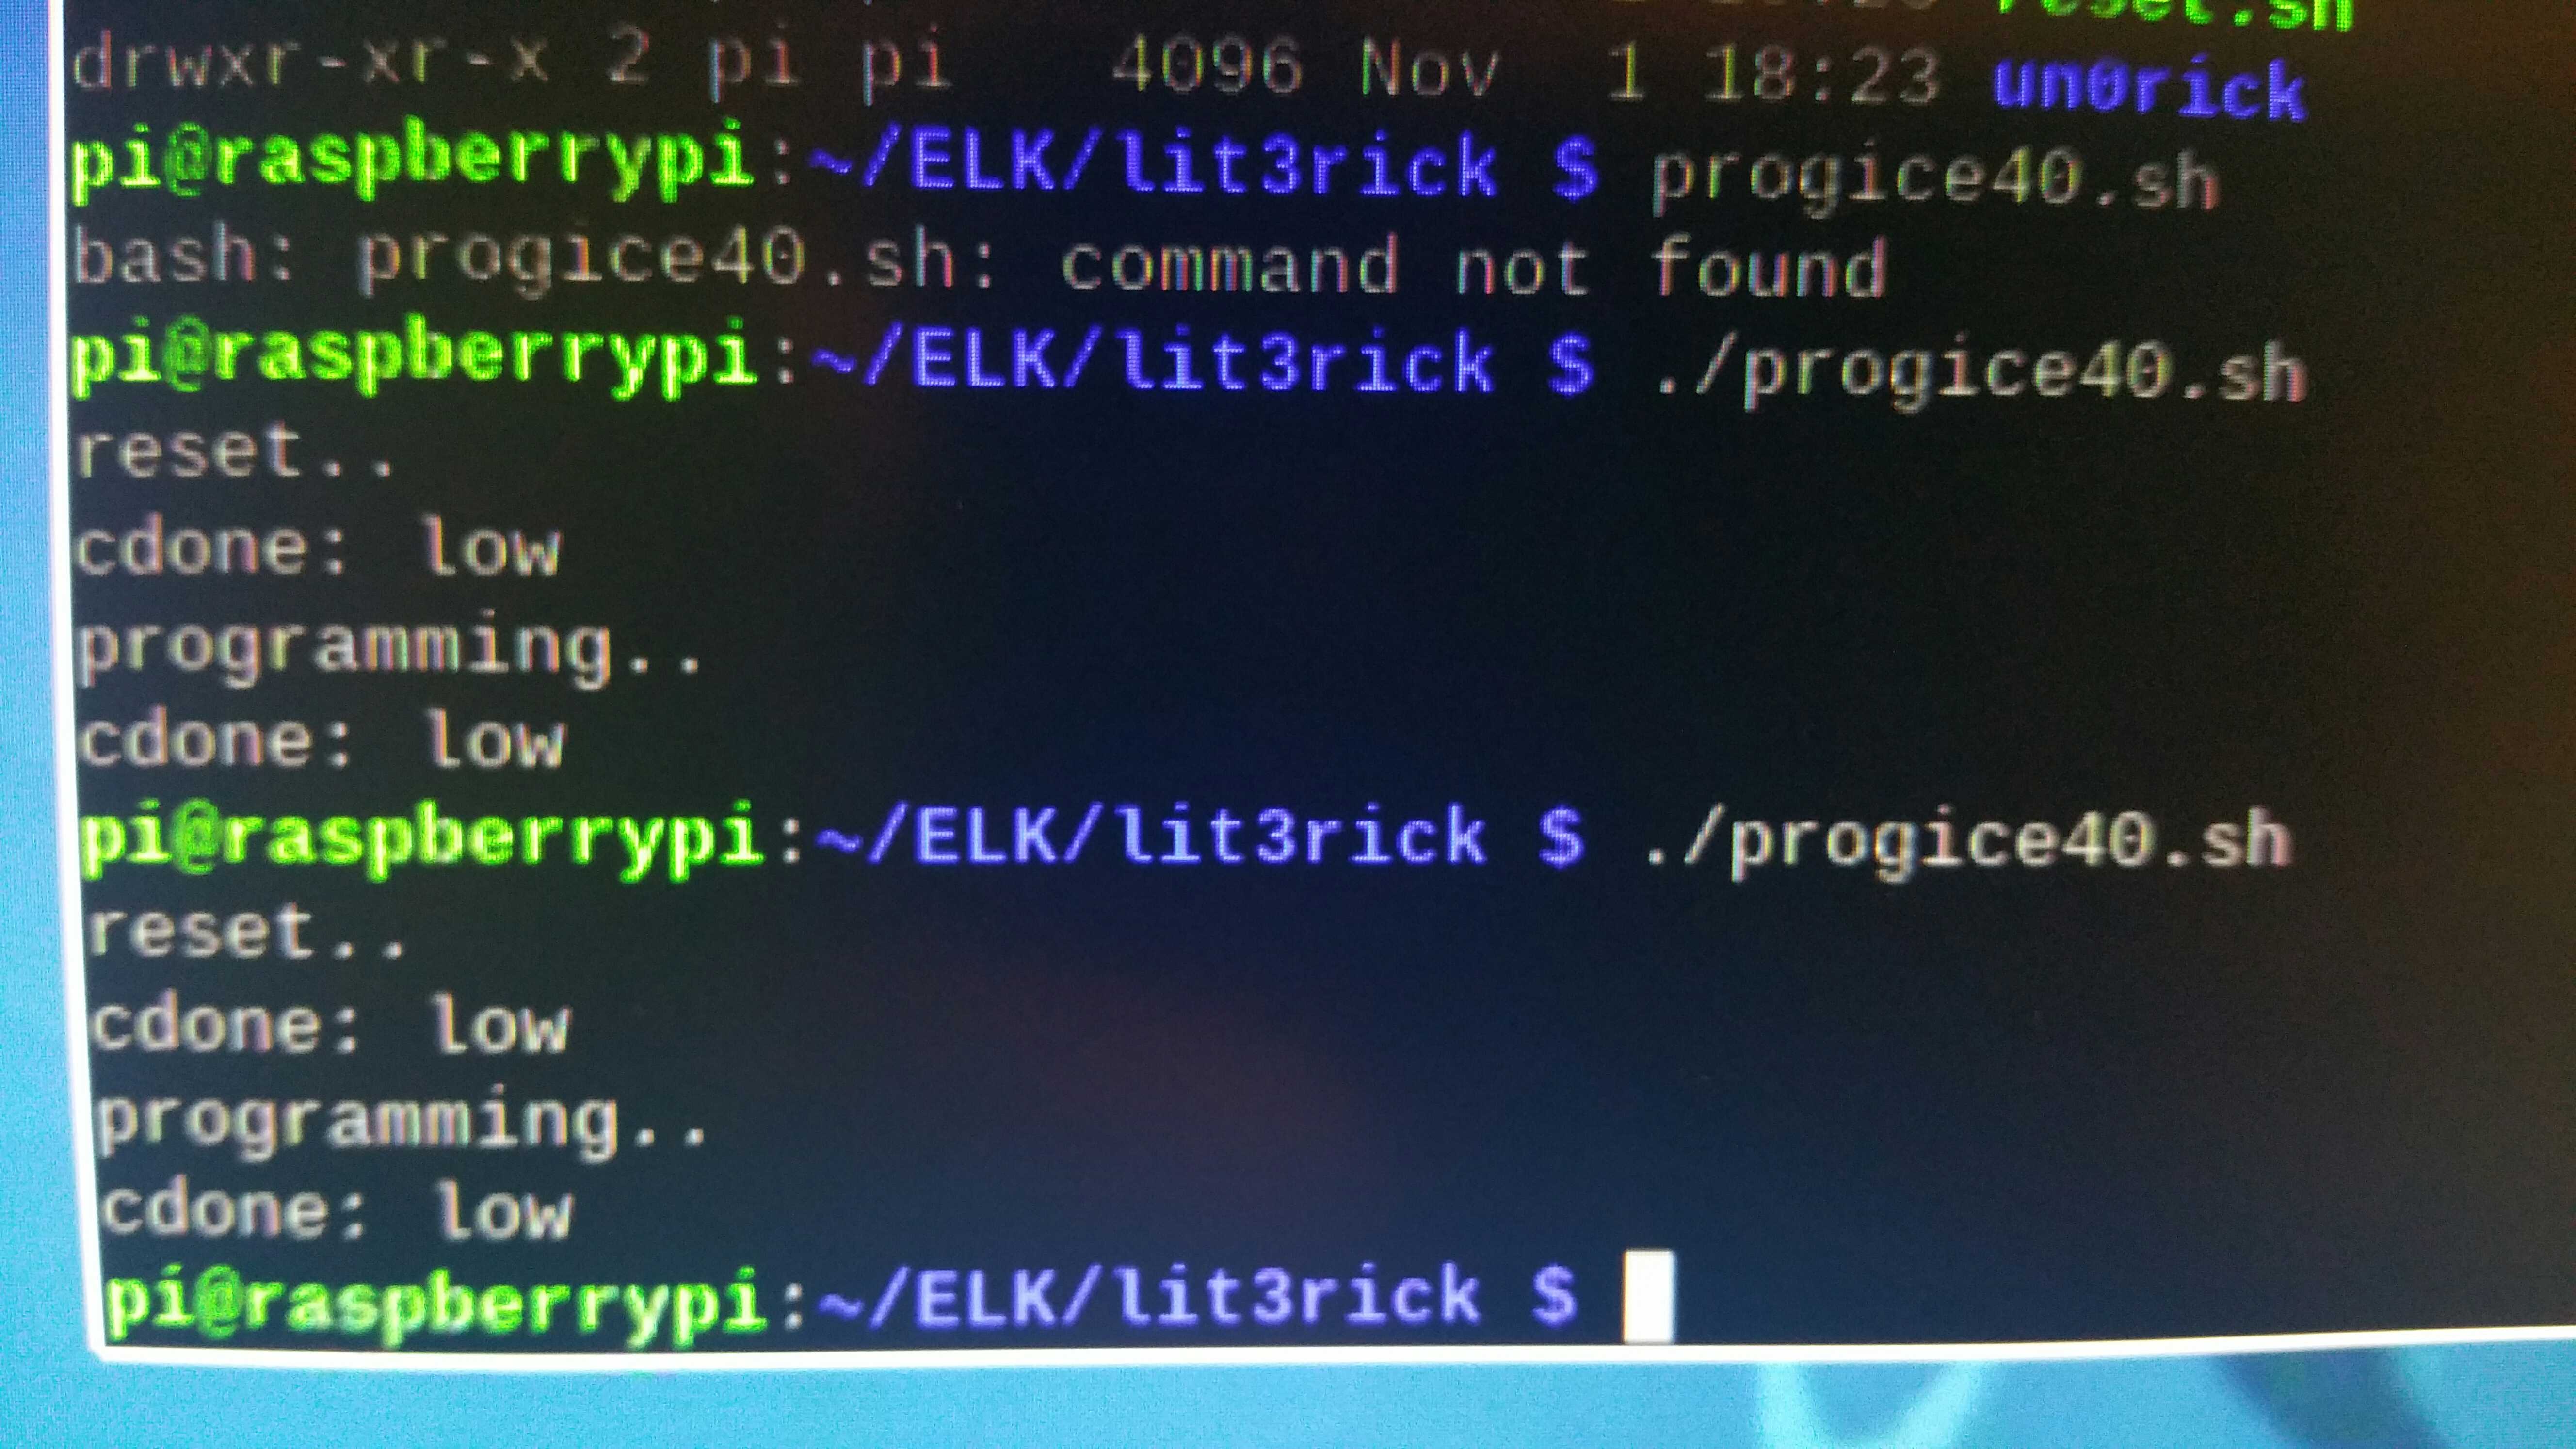 reset.sh
drwxr-xr-x 2 pi pi   4096 Nov  1 18:23 un0rick
pi@raspberrypi:~/ELK/lit3rick $ progice40.sh
bash: progice40.sh: command not found
pi@raspberrypi:~/ELK/lit3rick $ ./progice40.sh
reset..
cdone: low
programming..
cdone: low
pi@raspberrypi:~/ELK/lit3rick $ ./progice40.sh
reset..
cdone: low
programming..
cdone: low
pi@raspberrypi:~/ELK/lit3rick $